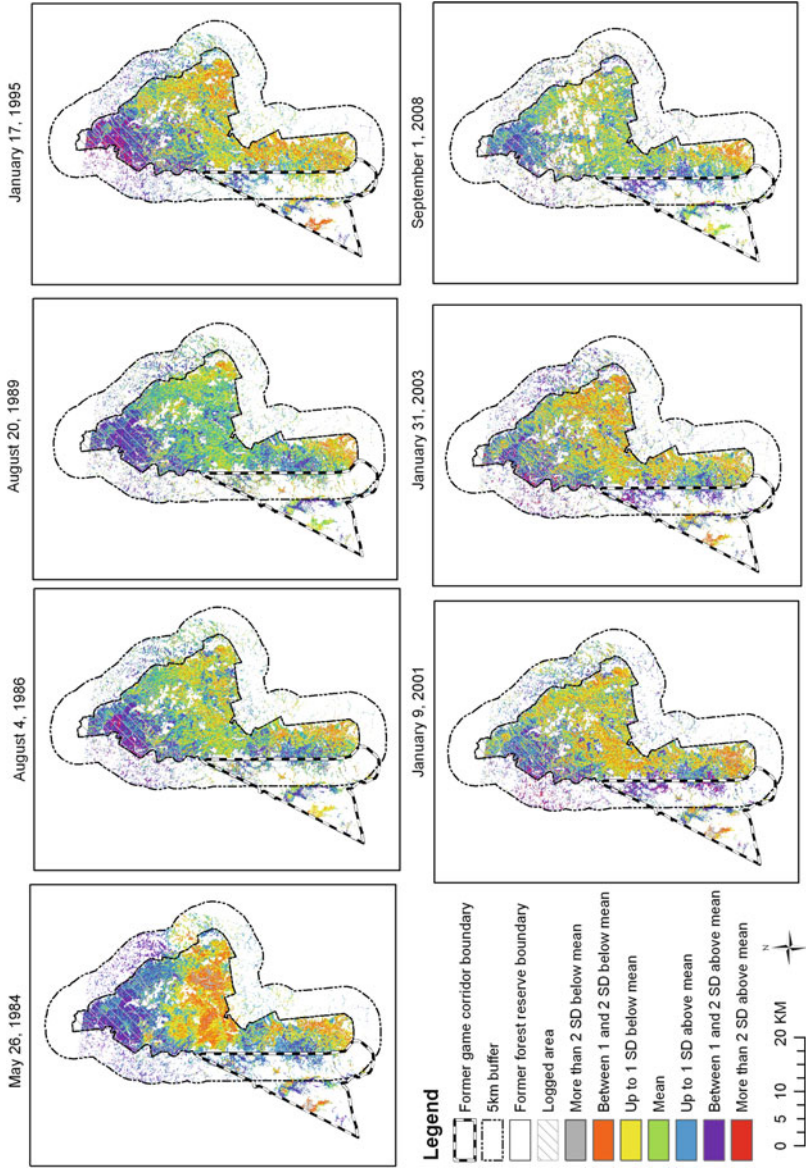 May 26, 1984
August 4, 1986
August 20, 1989
January 17, 1995
January 9, 2001
January 31, 2003
September 1, 2008
Legend
Former game corridor boundary
5km buffer
Former forest reserve boundary
Logged area
More than 2 SD below mean
Between 1 and 2 SD below mean
Up to 1 SD below mean
Mean
Up to 1 SD above mean
Between 1 and 2 SD above mean
More than 2 SD above mean
0 5 10 20 KM
N